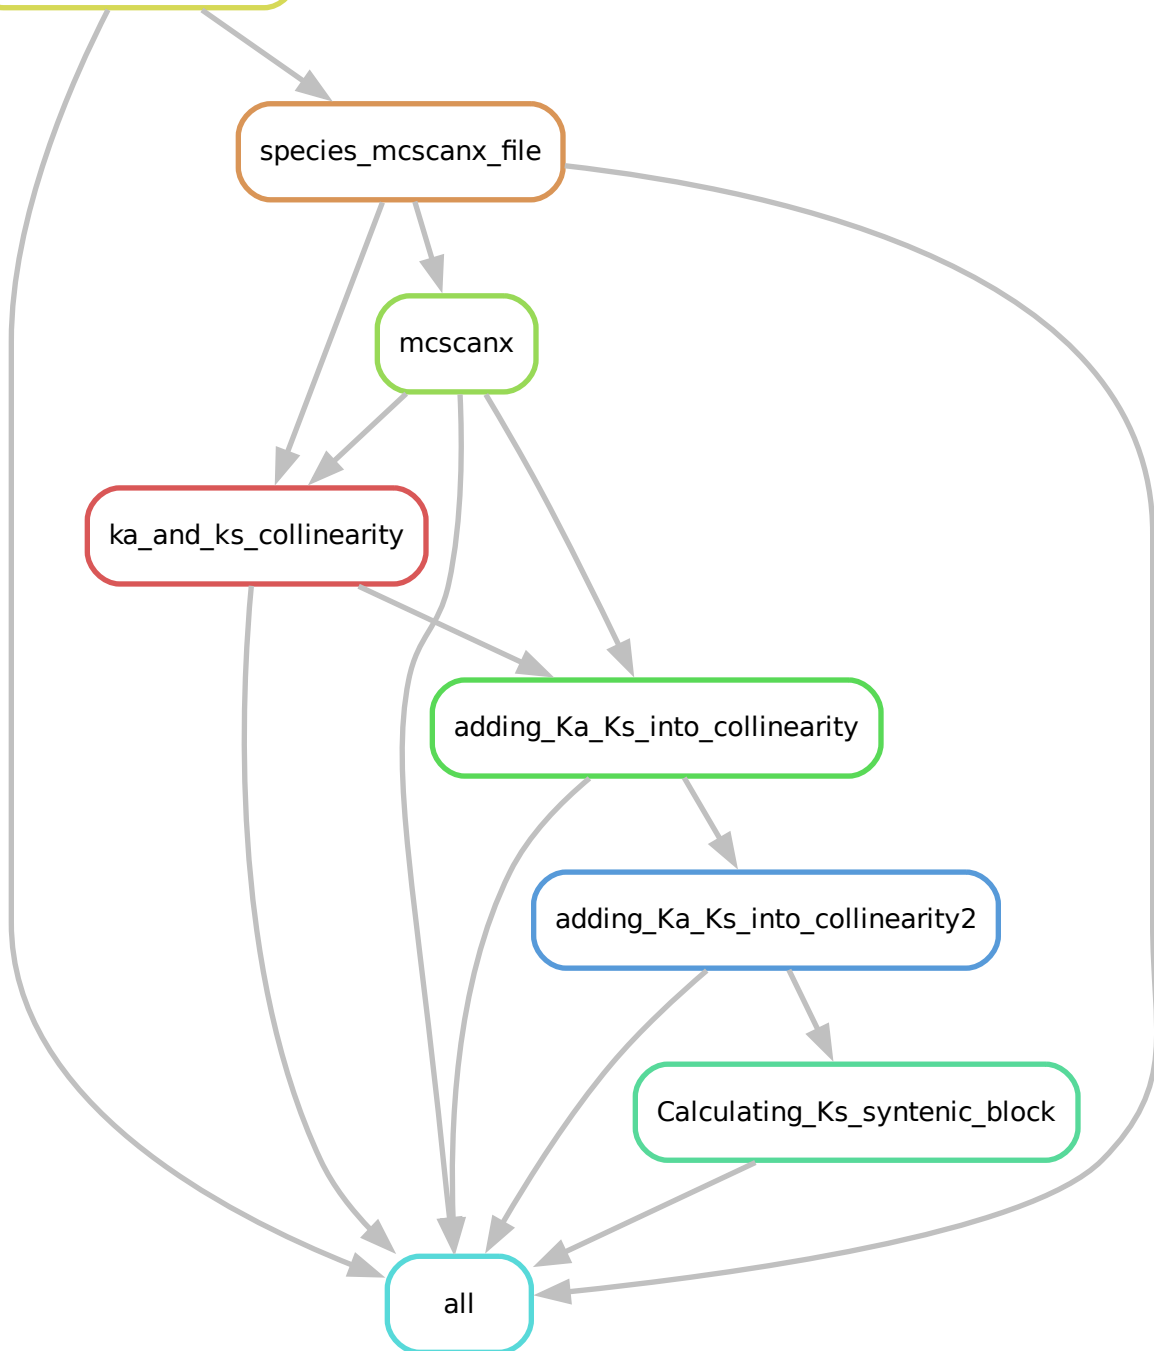 species_mcscanx_file
mcscanx
ka_and_ks_collinearity
adding_Ka_Ks_into_collinearity
adding_Ka_Ks_into_collinearity2
Calculating_Ks_syntenic_block
all